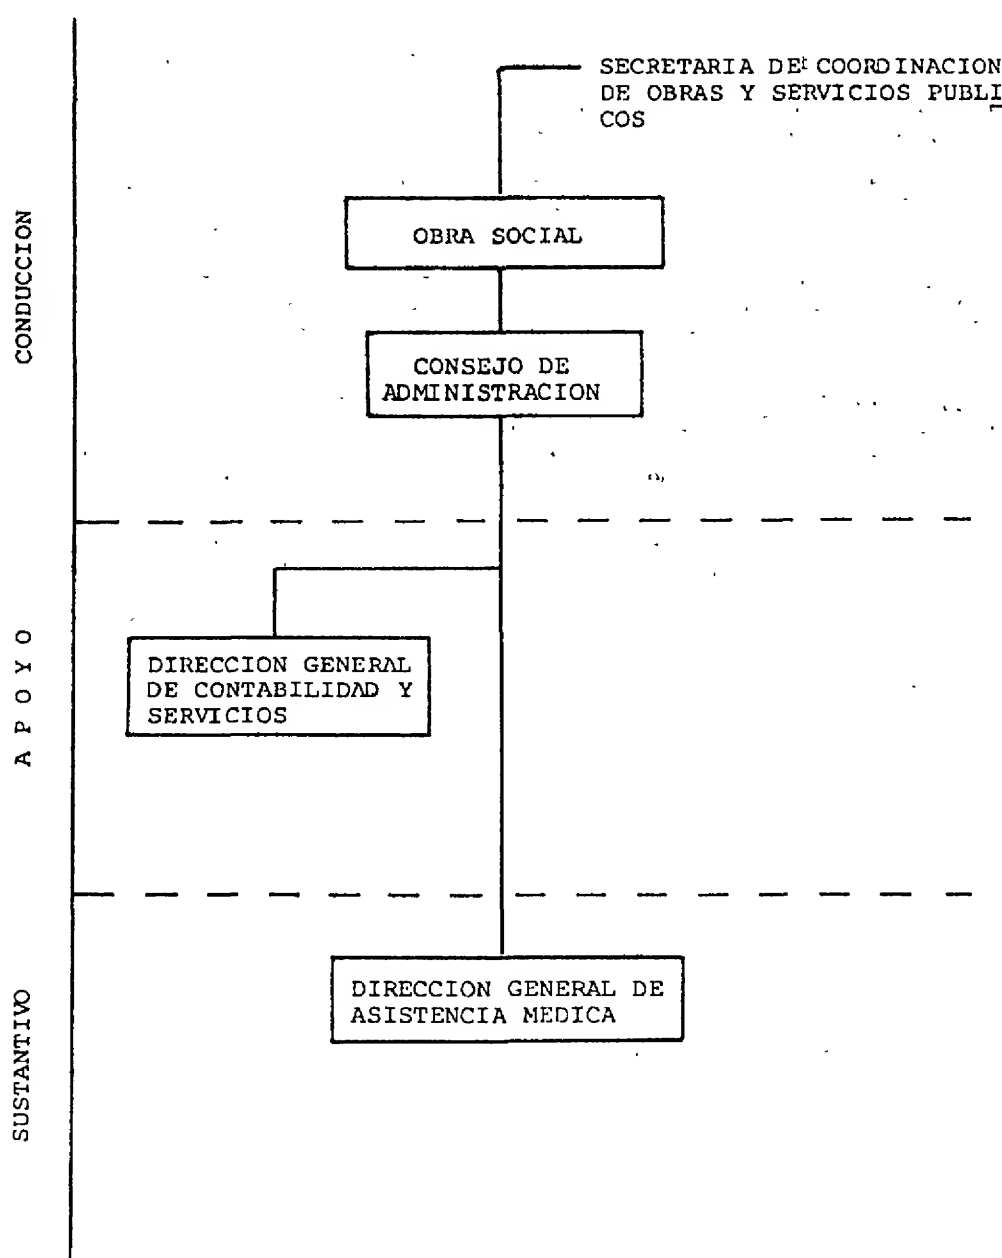 SECRETARIA DE COORDINACION
DE OBRAS Y SERVICIOS PUBLI
COS
CONDUCCION
OBRA SOCIAL
CONSEJO DE
ADMINISTRACION
A P O Y O
DIRECCION GENERAL
DE CONTABILIDAD Y
SERVICIOS
SUSTANTIVO
DIRECCION GENERAL DE
ASISTENCIA MEDICA